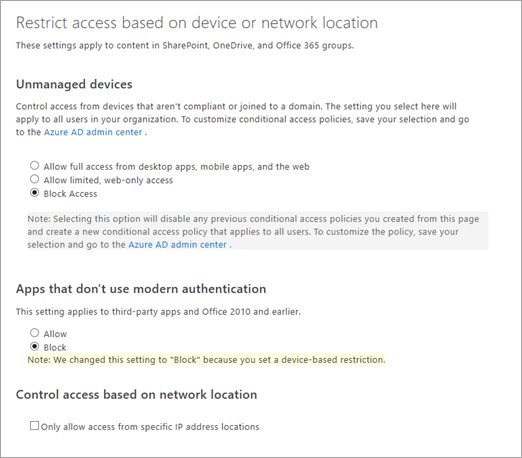 Restrict access based on device or network location
These settings apply to content in SharePoint, OneDrive, and Office 365 groups.
Unmanaged devices
Control access from devices that aren't compliant or joined to a domain. The setting you select here will
apply to all users in your organization. To customize conditional access policies, save your selection and go
to the Azure AD admin center .
Allow full access from desktop apps, mobile apps, and the web
Allow limited, web-only access
Block Access
Note: Selecting this option will disable any previous conditional access policies you created from this page
and create a new conditional access policy that applies to all users. To customize the policy, save your
selection and go to the Azure AD admin center .
Apps that don't use modern authentication
This setting applies to third-party apps and Office 2010 and earlier.
Allow
Block
Note: We changed this setting to "Block" because you set a device-based restriction.
Control access based on network location
Only allow access from specific IP address locations